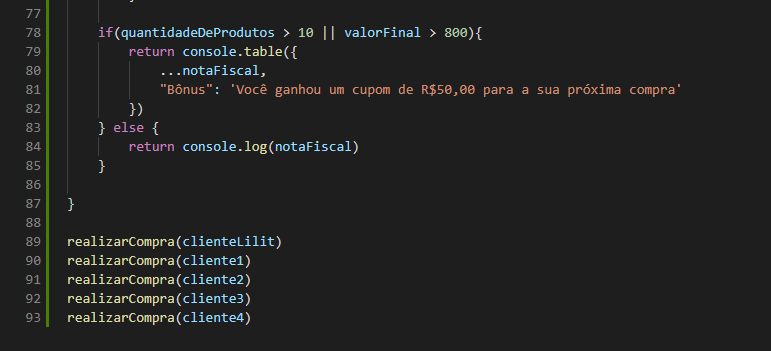 77
78 if(quantidadeDeProdutos > 10 || valorFinal > 800){
79 return console.table({
80 ...notaFiscal,
81 "Bônus": 'Você ganhou um cupom de R$50,00 para a sua próxima compra'
82 })
83 } else {
84 return console.log(notaFiscal)
85 }
86
87 }
88
89 realizarCompra(clienteLilit)
90 realizarCompra(cliente1)
91 realizarCompra(cliente2)
92 realizarCompra(cliente3)
93 realizarCompra(cliente4)